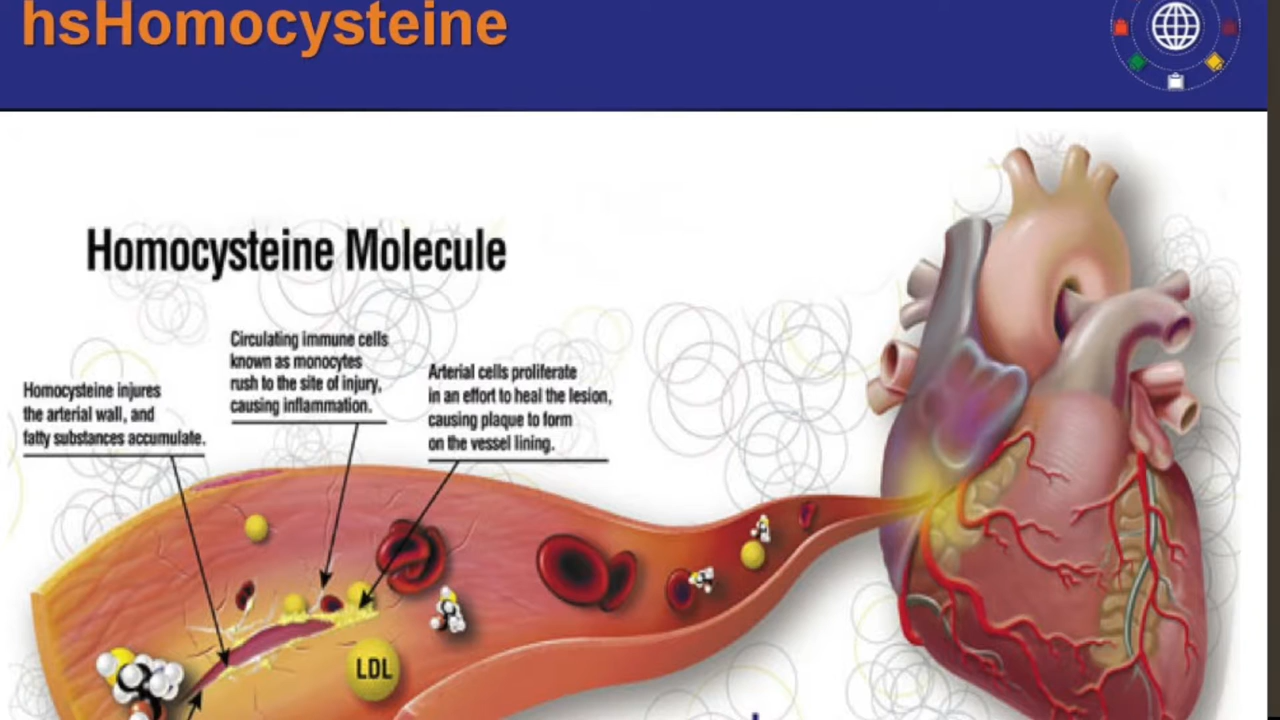 hsHomocysteine
Homocysteine Molecule
Homocysteine injures
the arterial wall, and
fatty substances accumulate.
Circulating immune cells
known as monocytes
rush to the site of injury,
causing inflammation.
Arterial cells proliferate
in an effort to heal the lesion,
causing plaque to form
on the vessel lining.
LDL